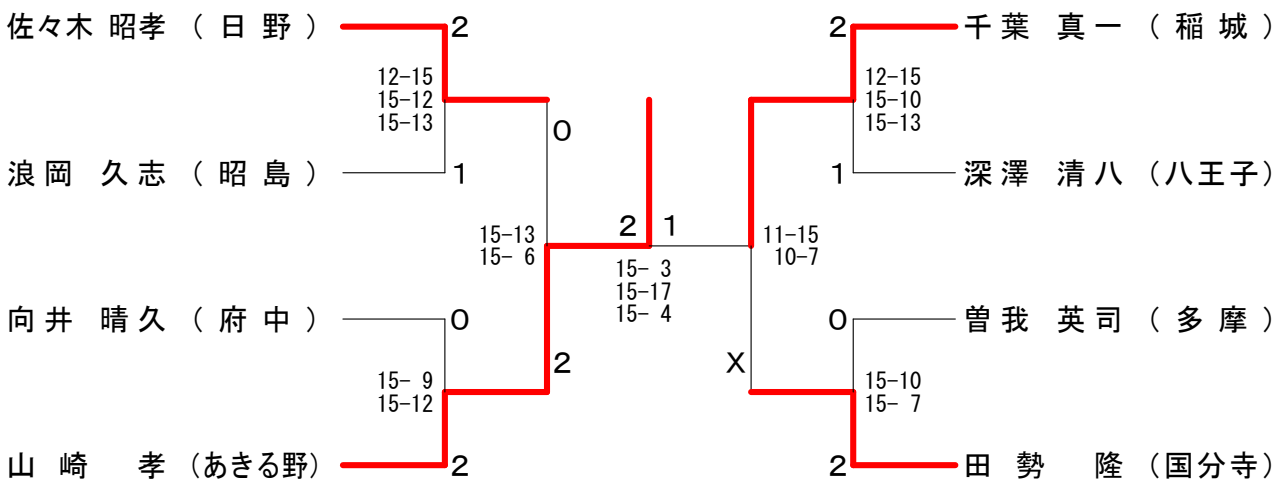 佐々木 昭孝 （ 日 野 ） 2 2 千 葉 真 一 （ 稲 城 ）
12-15 12-15
15-12 15-10
15-13 15-13
0
浪 岡 久 志 （ 昭 島 ） 1 1 深 澤 清 八 （八王子）
15-13 2 1 11-15
15- 6 10-7
15- 3
15-17
15- 4
向 井 晴 久 （ 府 中 ） 0 0 曽 我 英 司 （ 多 摩 ）
2 X
15- 9 15-10
15-12 15- 7
山 崎 孝 （あきる野） 2 2 田 勢 隆 （国分寺）